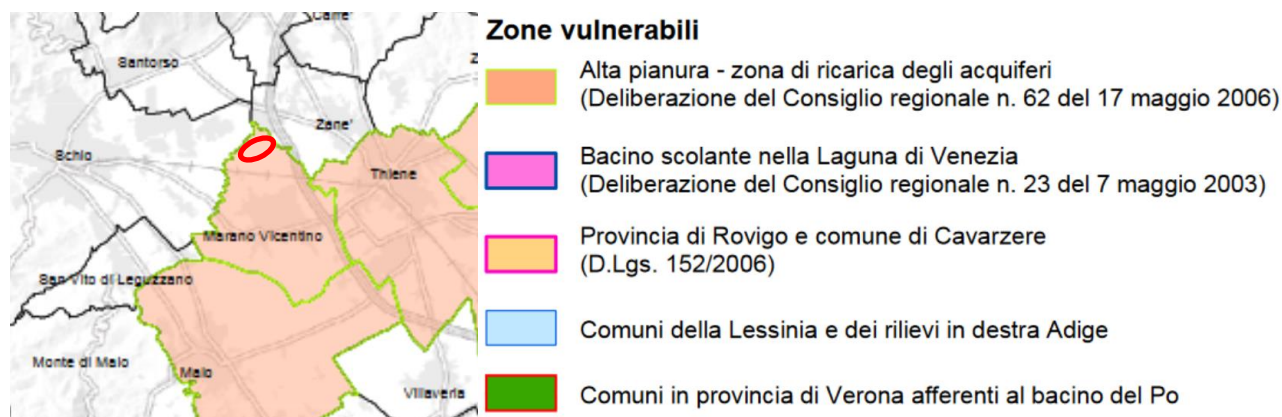 Carrè
Santorso
Zanè
Schio
Thiene
Marano Vicentino
San Vito di Leguzzano
Monte di Malo
Malo
Villaverla
Zone vulnerabili
Alta pianura - zona di ricarica degli acquiferi
(Deliberazione del Consiglio regionale n. 62 del 17 maggio 2006)
Bacino scolante nella Laguna di Venezia
(Deliberazione del Consiglio regionale n. 23 del 7 maggio 2003)
Provincia di Rovigo e comune di Cavarzere
(D.Lgs. 152/2006)
Comuni della Lessinia e dei rilievi in destra Adige
Comuni in provincia di Verona afferenti al bacino del Po